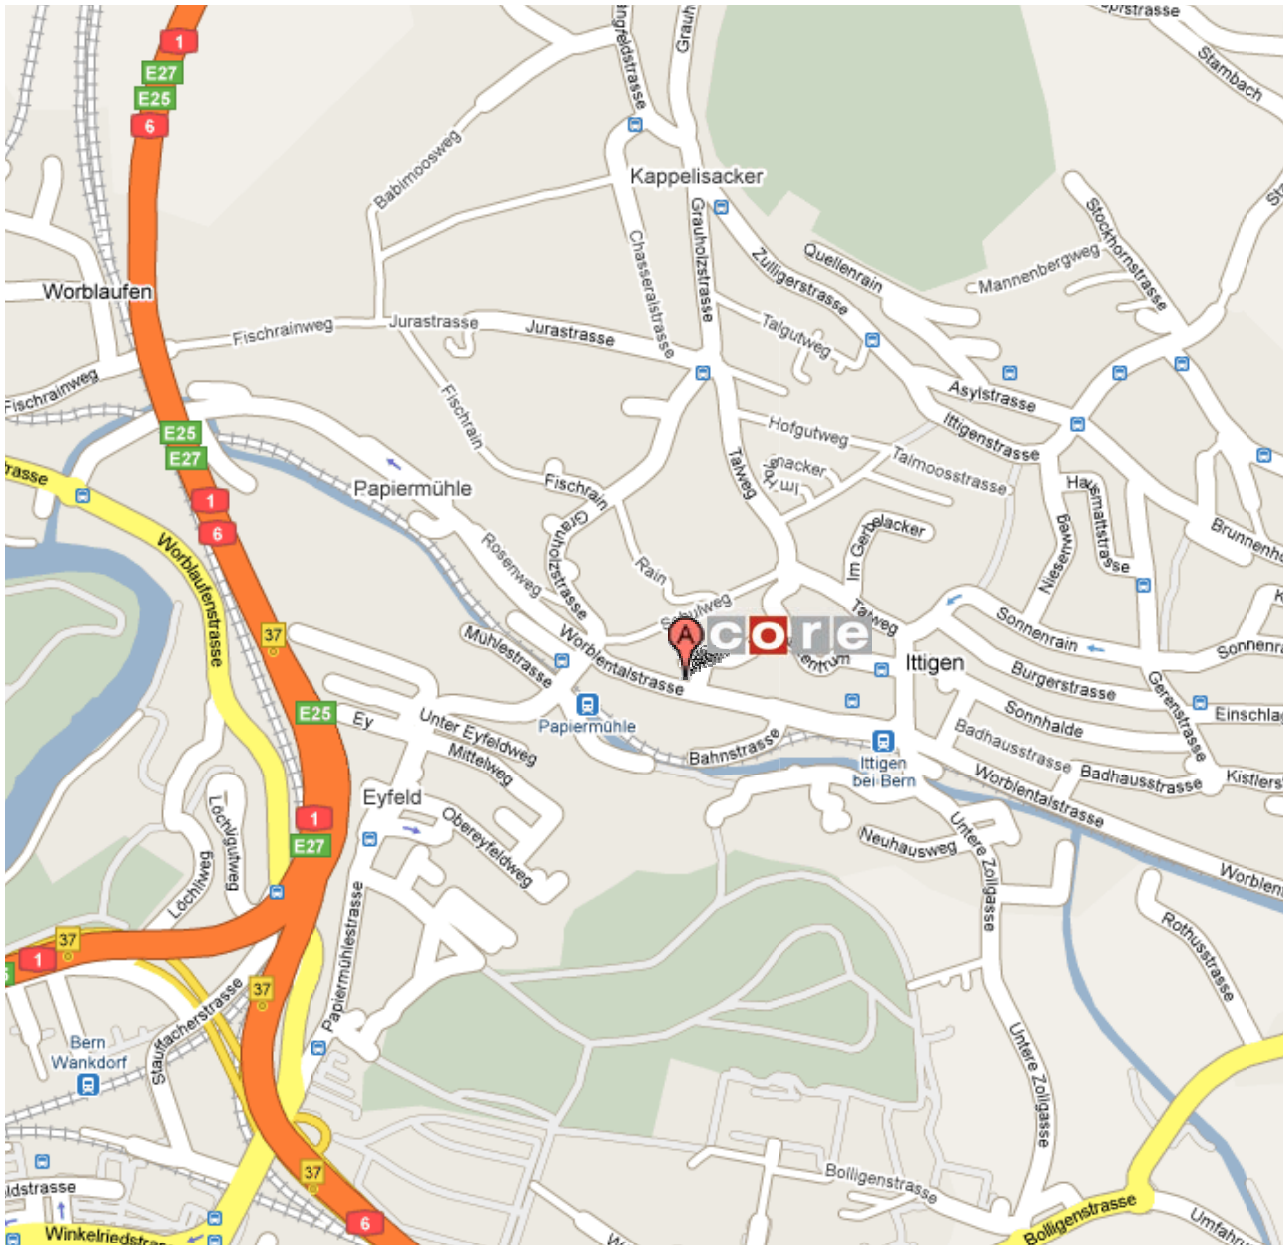 1
E27
E25
6
Stambach
Kappelisacker
Babimoosweg
Grauholzstrasse
Chasseralstrasse
Zulligerstrasse
Quellenrain
Mannenbergweg
Stockhornstrasse
Worblaufen
Fischrainweg
Jurastrasse
Jurastrasse
Talgutweg
Fischrainweg
Fischrain
Asylstrasse
Ittigenstrasse
Hofgutweg
Talmoosstrasse
Talweg
E25
E27
1
6
Papiermühle
Fischrain
Grauholzstrasse
Rosenweg
Rain
Schulweg
Im Gerbelacker
Niesenweg
Hausmattstrasse
Worblaufenstrasse
37
Mühlestrasse
Worblentalstrasse
A
core
Talweg
Ittigen
Sonnenrain
Burgerstrasse
Gerenstrasse
Sonnhalde
Badhausstrasse
Badhausstrasse
E25
Ey
Unter Eyfeldweg
Mittelweg
Papiermühle
Bahnstrasse
Ittigen
bei Bern
Worblentalstrasse
Eyfeld
Obereyfeldweg
1
E27
Löchligutweg
Löchliweg
Neuhausweg
Untere Zollgasse
Papiermühlestrasse
37
1
37
Stauffacherstrasse
Bern
Wankdorf
Rothusstrasse
Untere Zollgasse
Bolligenstrasse
Bolligenstrasse
37
6